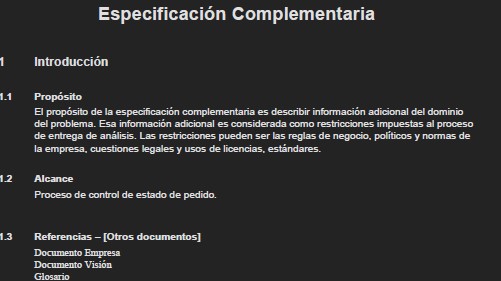 Especificación Complementaria
1 Introducción
1.1 Propósito
El propósito de la especificación complementaria es describir información adicional del dominio
del problema. Esa información adicional es considerada como restricciones impuestas al proceso
de entrega de análisis. Las restricciones pueden ser las reglas de negocio, políticos y normas de
la empresa, cuestiones legales y usos de licencias, estándares.
1.2 Alcance
Proceso de control de estado de pedido.
1.3 Referencias – [Otros documentos]
Documento Empresa
Documento Visión
Glosario